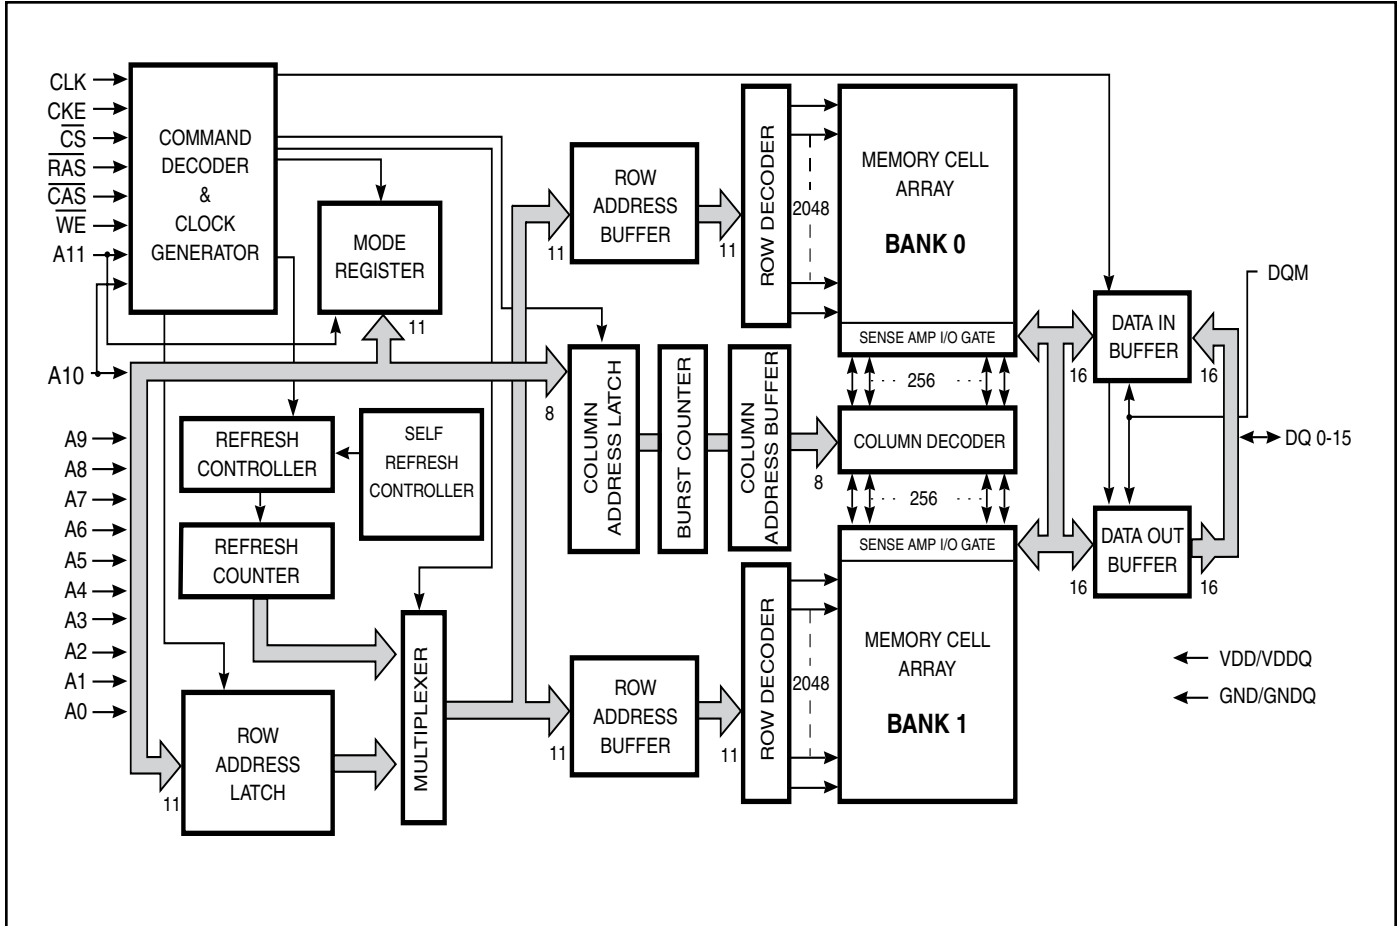 CLK
CKE
CS
RAS
CAS
WE
A11
A10
A9
A8
A7
A6
A5
A4
A3
A2
A1
A0
COMMAND
DECODER
&
CLOCK
GENERATOR
MODE
REGISTER
11
REFRESH
CONTROLLER
SELF
REFRESH
CONTROLLER
REFRESH
COUNTER
ROW
ADDRESS
LATCH
11
MULTIPLEXER
ROW
ADDRESS
BUFFER
11
11
ROW DECODER
2048
MEMORY CELL
ARRAY
BANK 0
SENSE AMP I/O GATE
8
COLUMN
ADDRESS LATCH
BURST COUNTER
COLUMN
ADDRESS BUFFER
8
256
COLUMN DECODER
256
ROW
ADDRESS
BUFFER
11
11
ROW DECODER
2048
SENSE AMP I/O GATE
MEMORY CELL
ARRAY
BANK 1
DQM
DATA IN
BUFFER
16
16
DQ 0-15
DATA OUT
BUFFER
16
16
VDD/VDDQ
GND/GNDQ